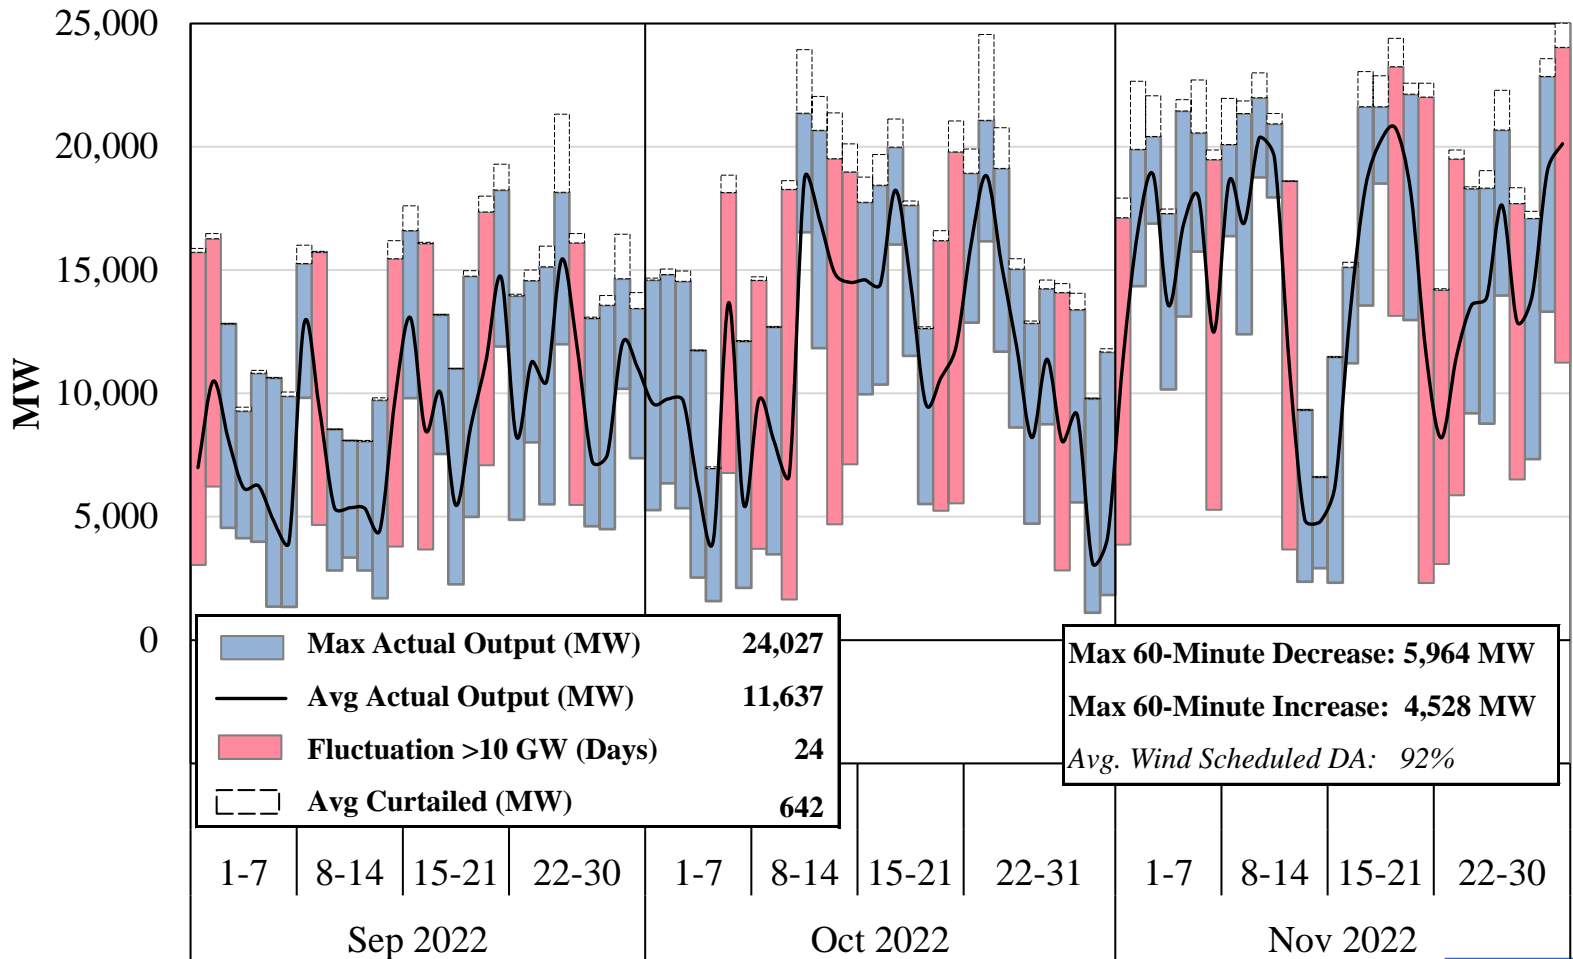 25,000
20,000
15,000
10,000
5,000
0
MW
Max Actual Output (MW) 24,027
Avg Actual Output (MW) 11,637
Fluctuation >10 GW (Days) 24
Avg Curtailed (MW) 642
Max 60-Minute Decrease: 5,964 MW
Max 60-Minute Increase: 4,528 MW
Avg. Wind Scheduled DA: 92%
1-7 8-14 15-21 22-30 1-7 8-14 15-21 22-31 1-7 8-14 15-21 22-30
Sep 2022 Oct 2022 Nov 2022